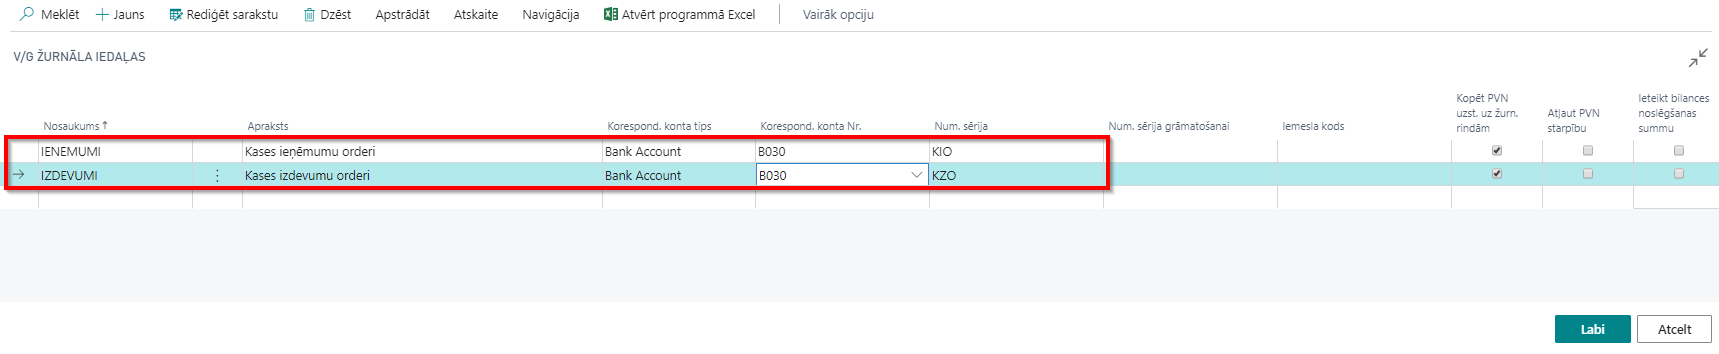 Meklēt Jauns Rediģēt sarakstu Dzēst Apstrādāt Atskaite Navigācija Atvērt programmā Excel Vairāk opciju
V/G ŽURNĀLA IEDAĻAS
Nosaukums ↑ Apraksts Korespond. konta tips Korespond. konta Nr. Num. sērija Num. sērija grāmatošanai Iemesla kods Kopēt PVN uzst. uz žurn. rindām Atļaut PVN starpību Ieteikt bilances noslēgšanas summu
IENEMUMI Kases ieņēmumu orderi Bank Account B030 KIO
IZDEVUMI Kases izdevumu orderi Bank Account B030 KZO
Labi Atcelt